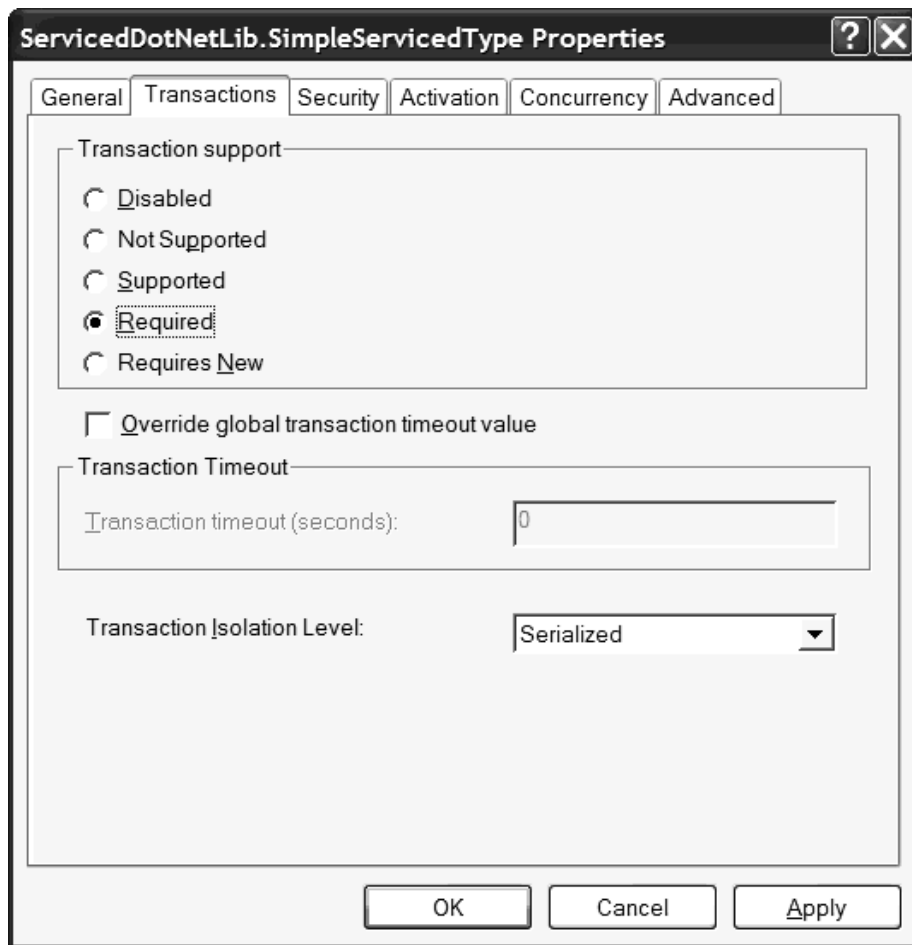 ServicedDotNetLib.SimpleServicedType Properties ? X
General Transactions Security Activation Concurrency Advanced
Transaction support
Disabled
Not Supported
Supported
Required
Requires New
Override global transaction timeout value
Transaction Timeout
Transaction timeout (seconds): 0
Transaction Isolation Level: Serialized
OK Cancel Apply